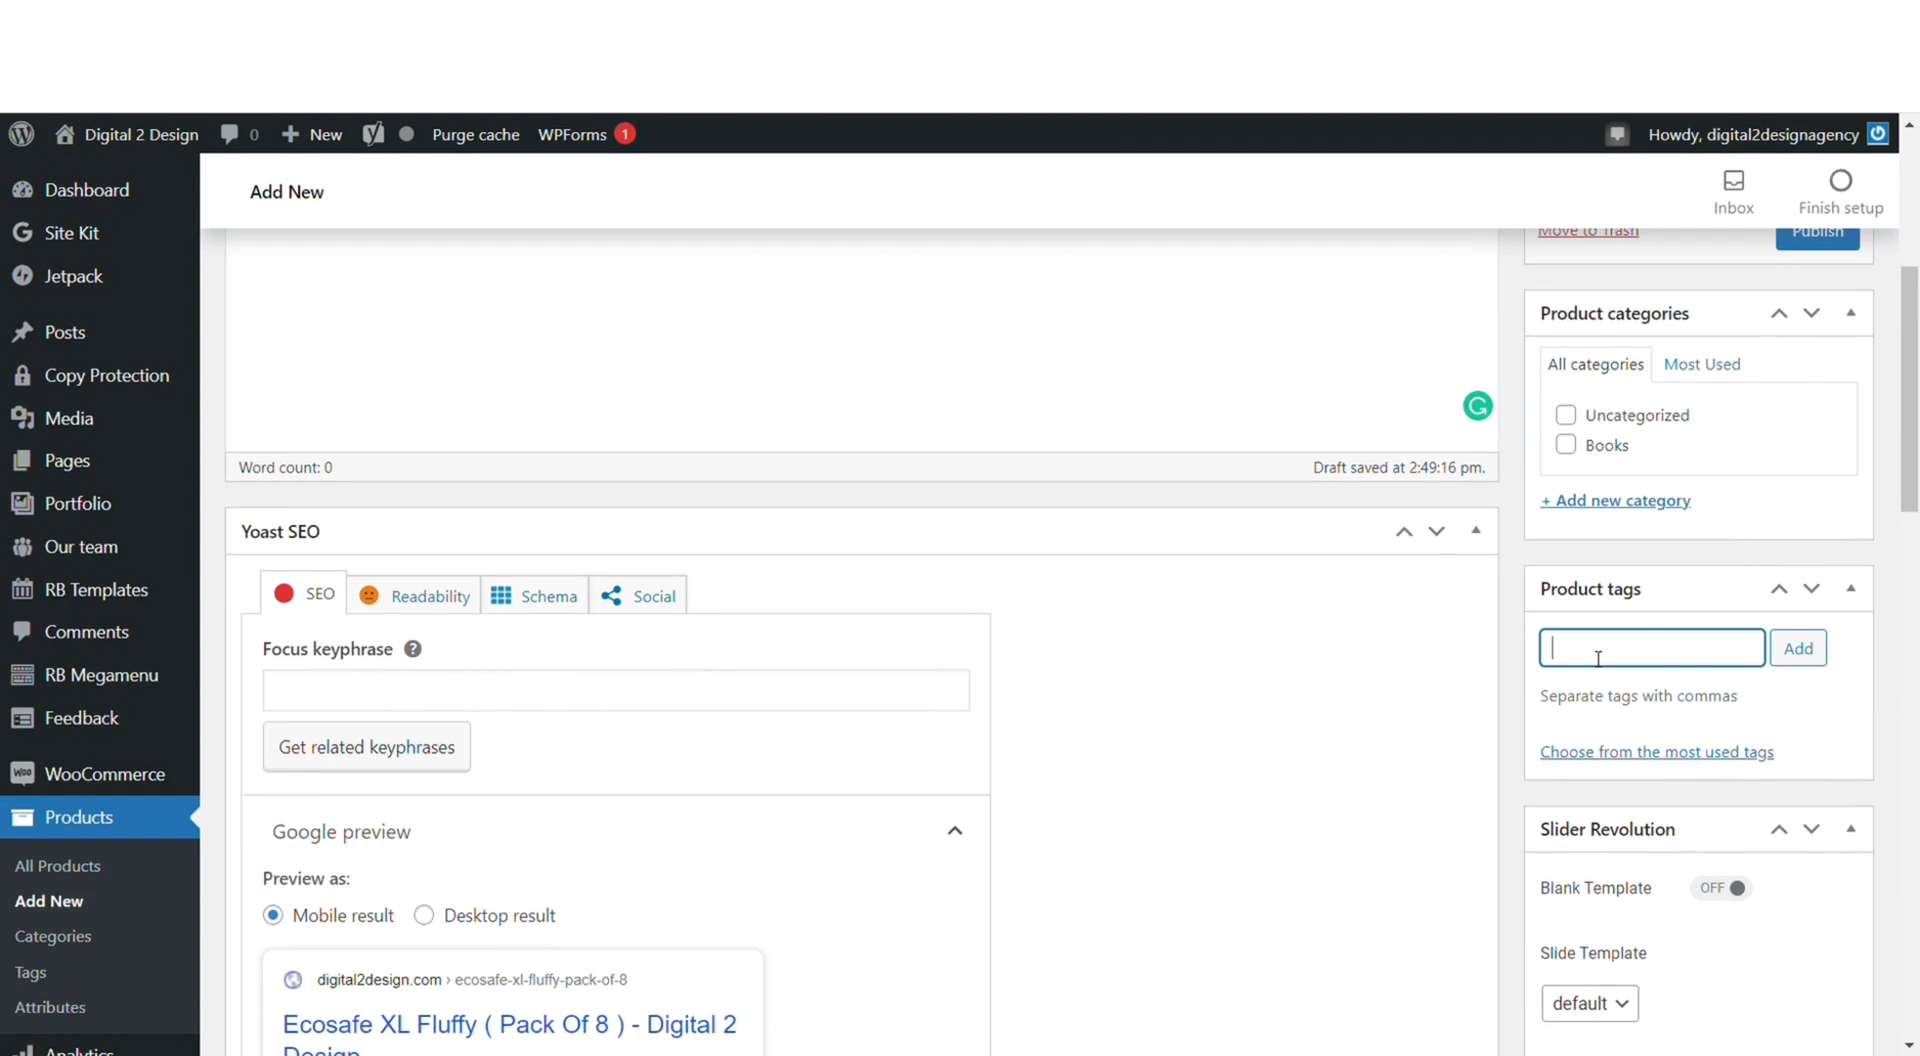 Digital 2 Design 0 New Purge cache WPForms 1 Howdy, digital2designagency
Dashboard
Site Kit
Jetpack
Posts
Copy Protection
Media
Pages
Portfolio
Our team
RB Templates
Comments
RB Megamenu
Feedback
WooCommerce
Products
All Products
Add New
Categories
Tags
Attributes
Analytics
Add New
Inbox
Finish setup
Word count: 0 Draft saved at 2:49:16 pm.
Yoast SEO
SEO Readability Schema Social
Focus keyphrase ?
Get related keyphrases
Google preview
Preview as:
Mobile result Desktop result
digital2design.com › ecosafe-xl-fluffy-pack-of-8
Ecosafe XL Fluffy ( Pack Of 8 ) - Digital 2
Design
Move to Trash Publish
Product categories
All categories Most Used
Uncategorized
Books
+ Add new category
Product tags
Add
Separate tags with commas
Choose from the most used tags
Slider Revolution
Blank Template OFF
Slide Template
default